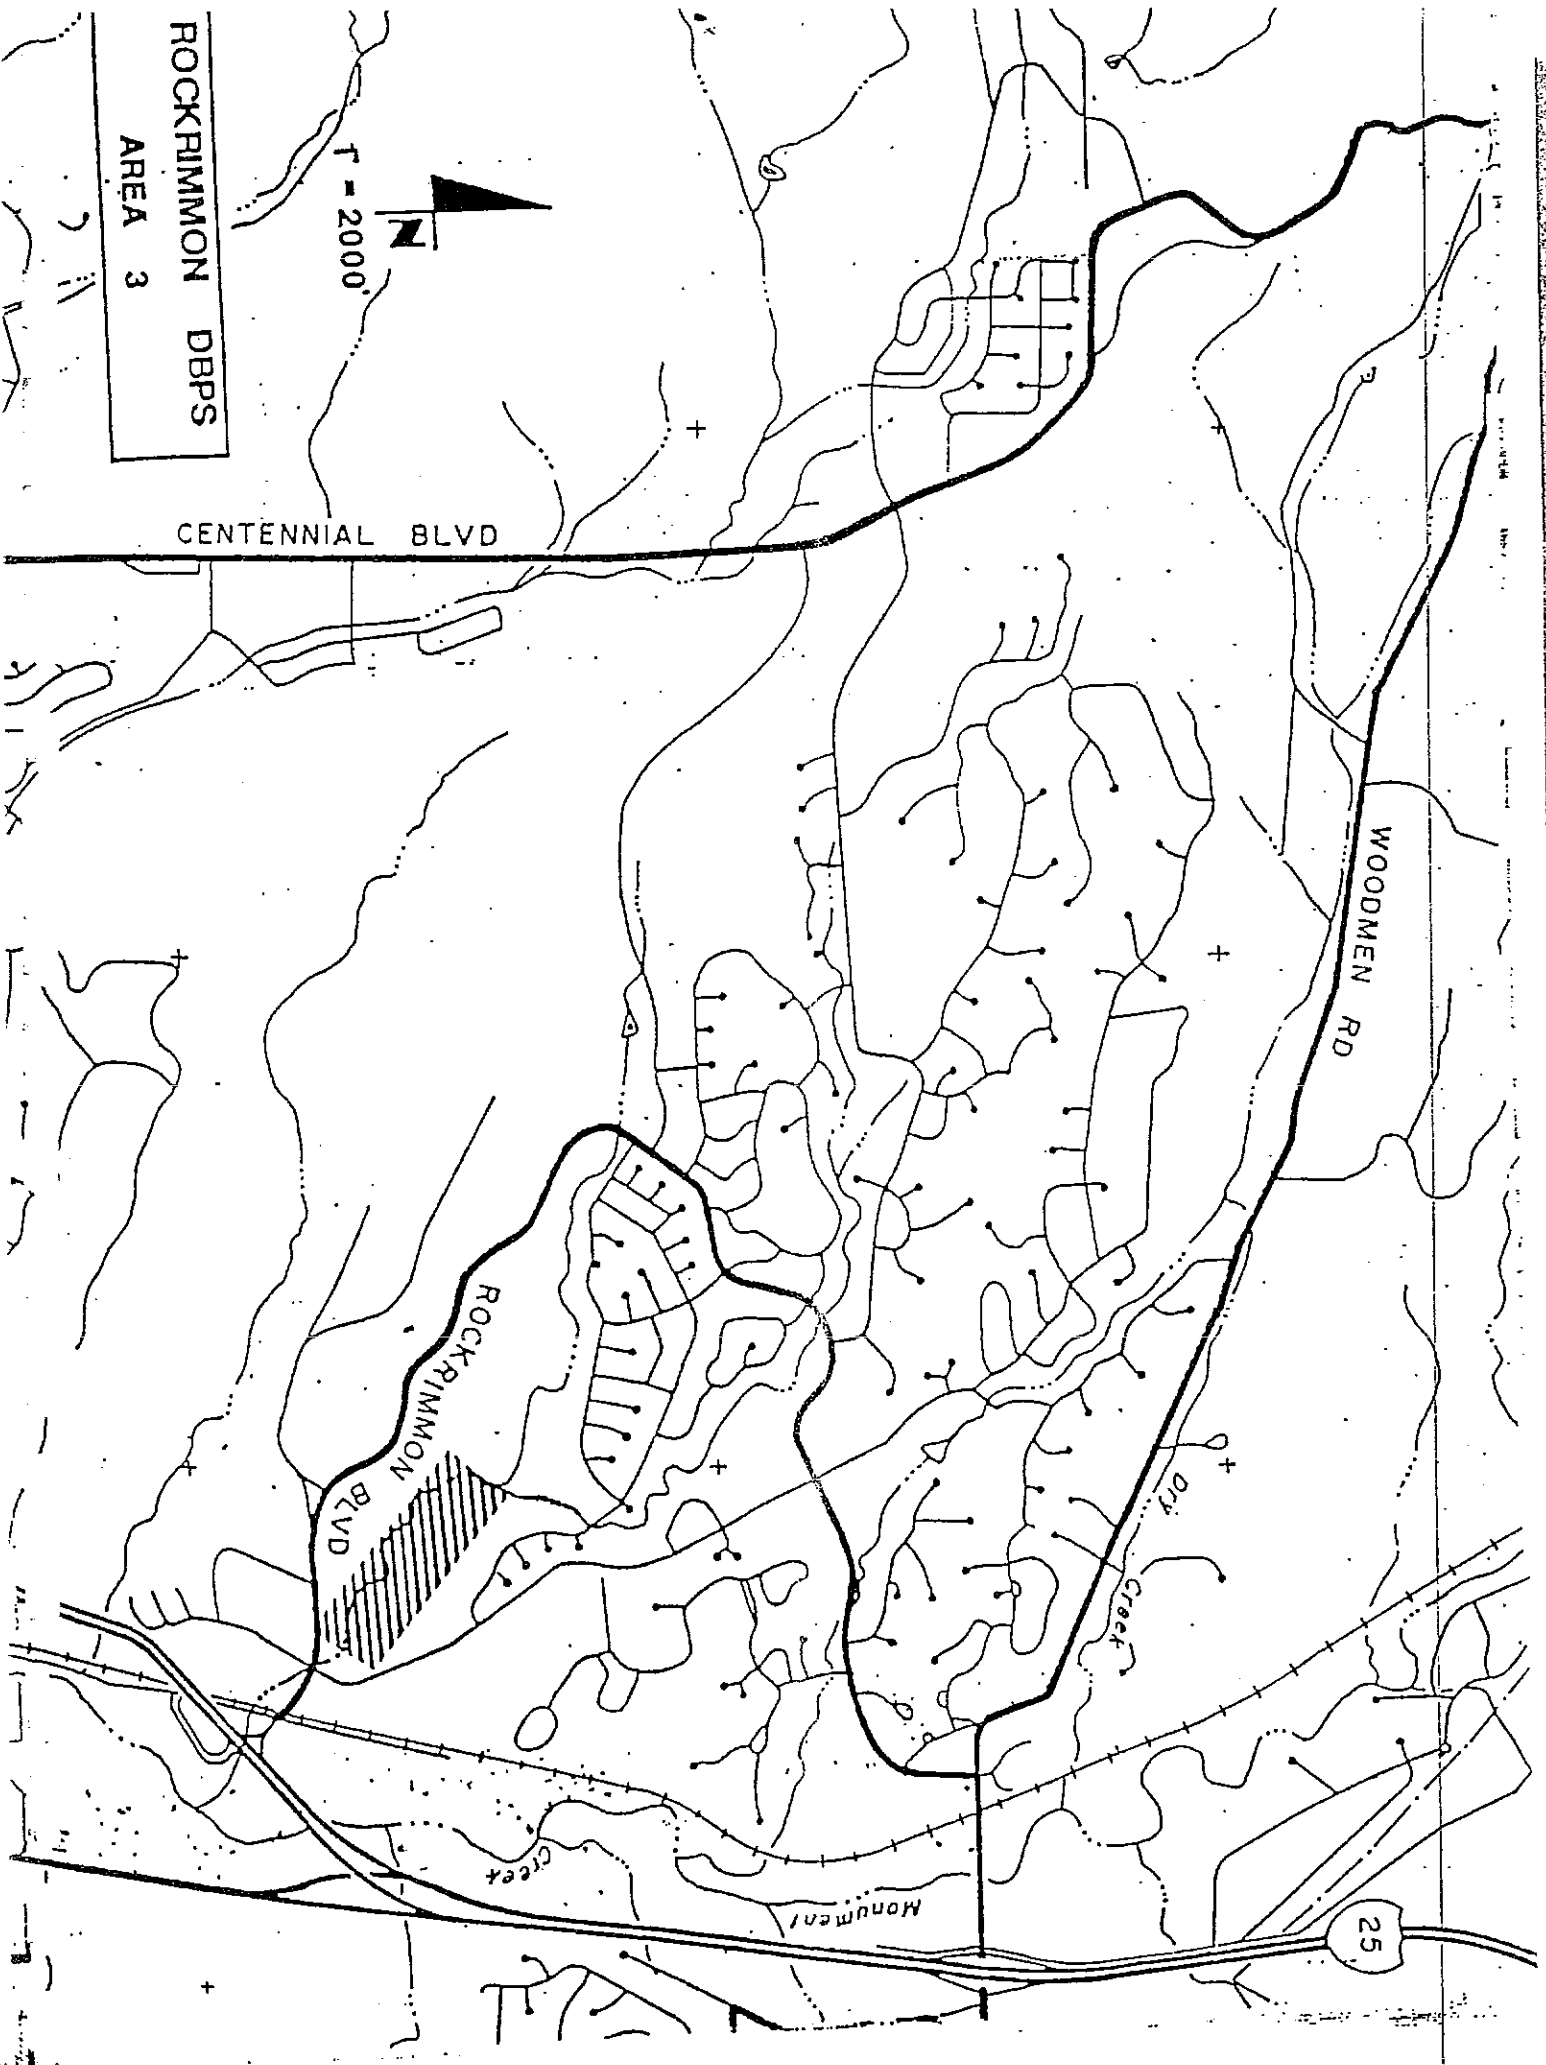 ROCKRIMMON DBPS
AREA 3
1" = 2000'
N
CENTENNIAL BLVD
WOODMEN RD
ROCKRIMMON BLVD
Dry Creek
Monument Creek
25